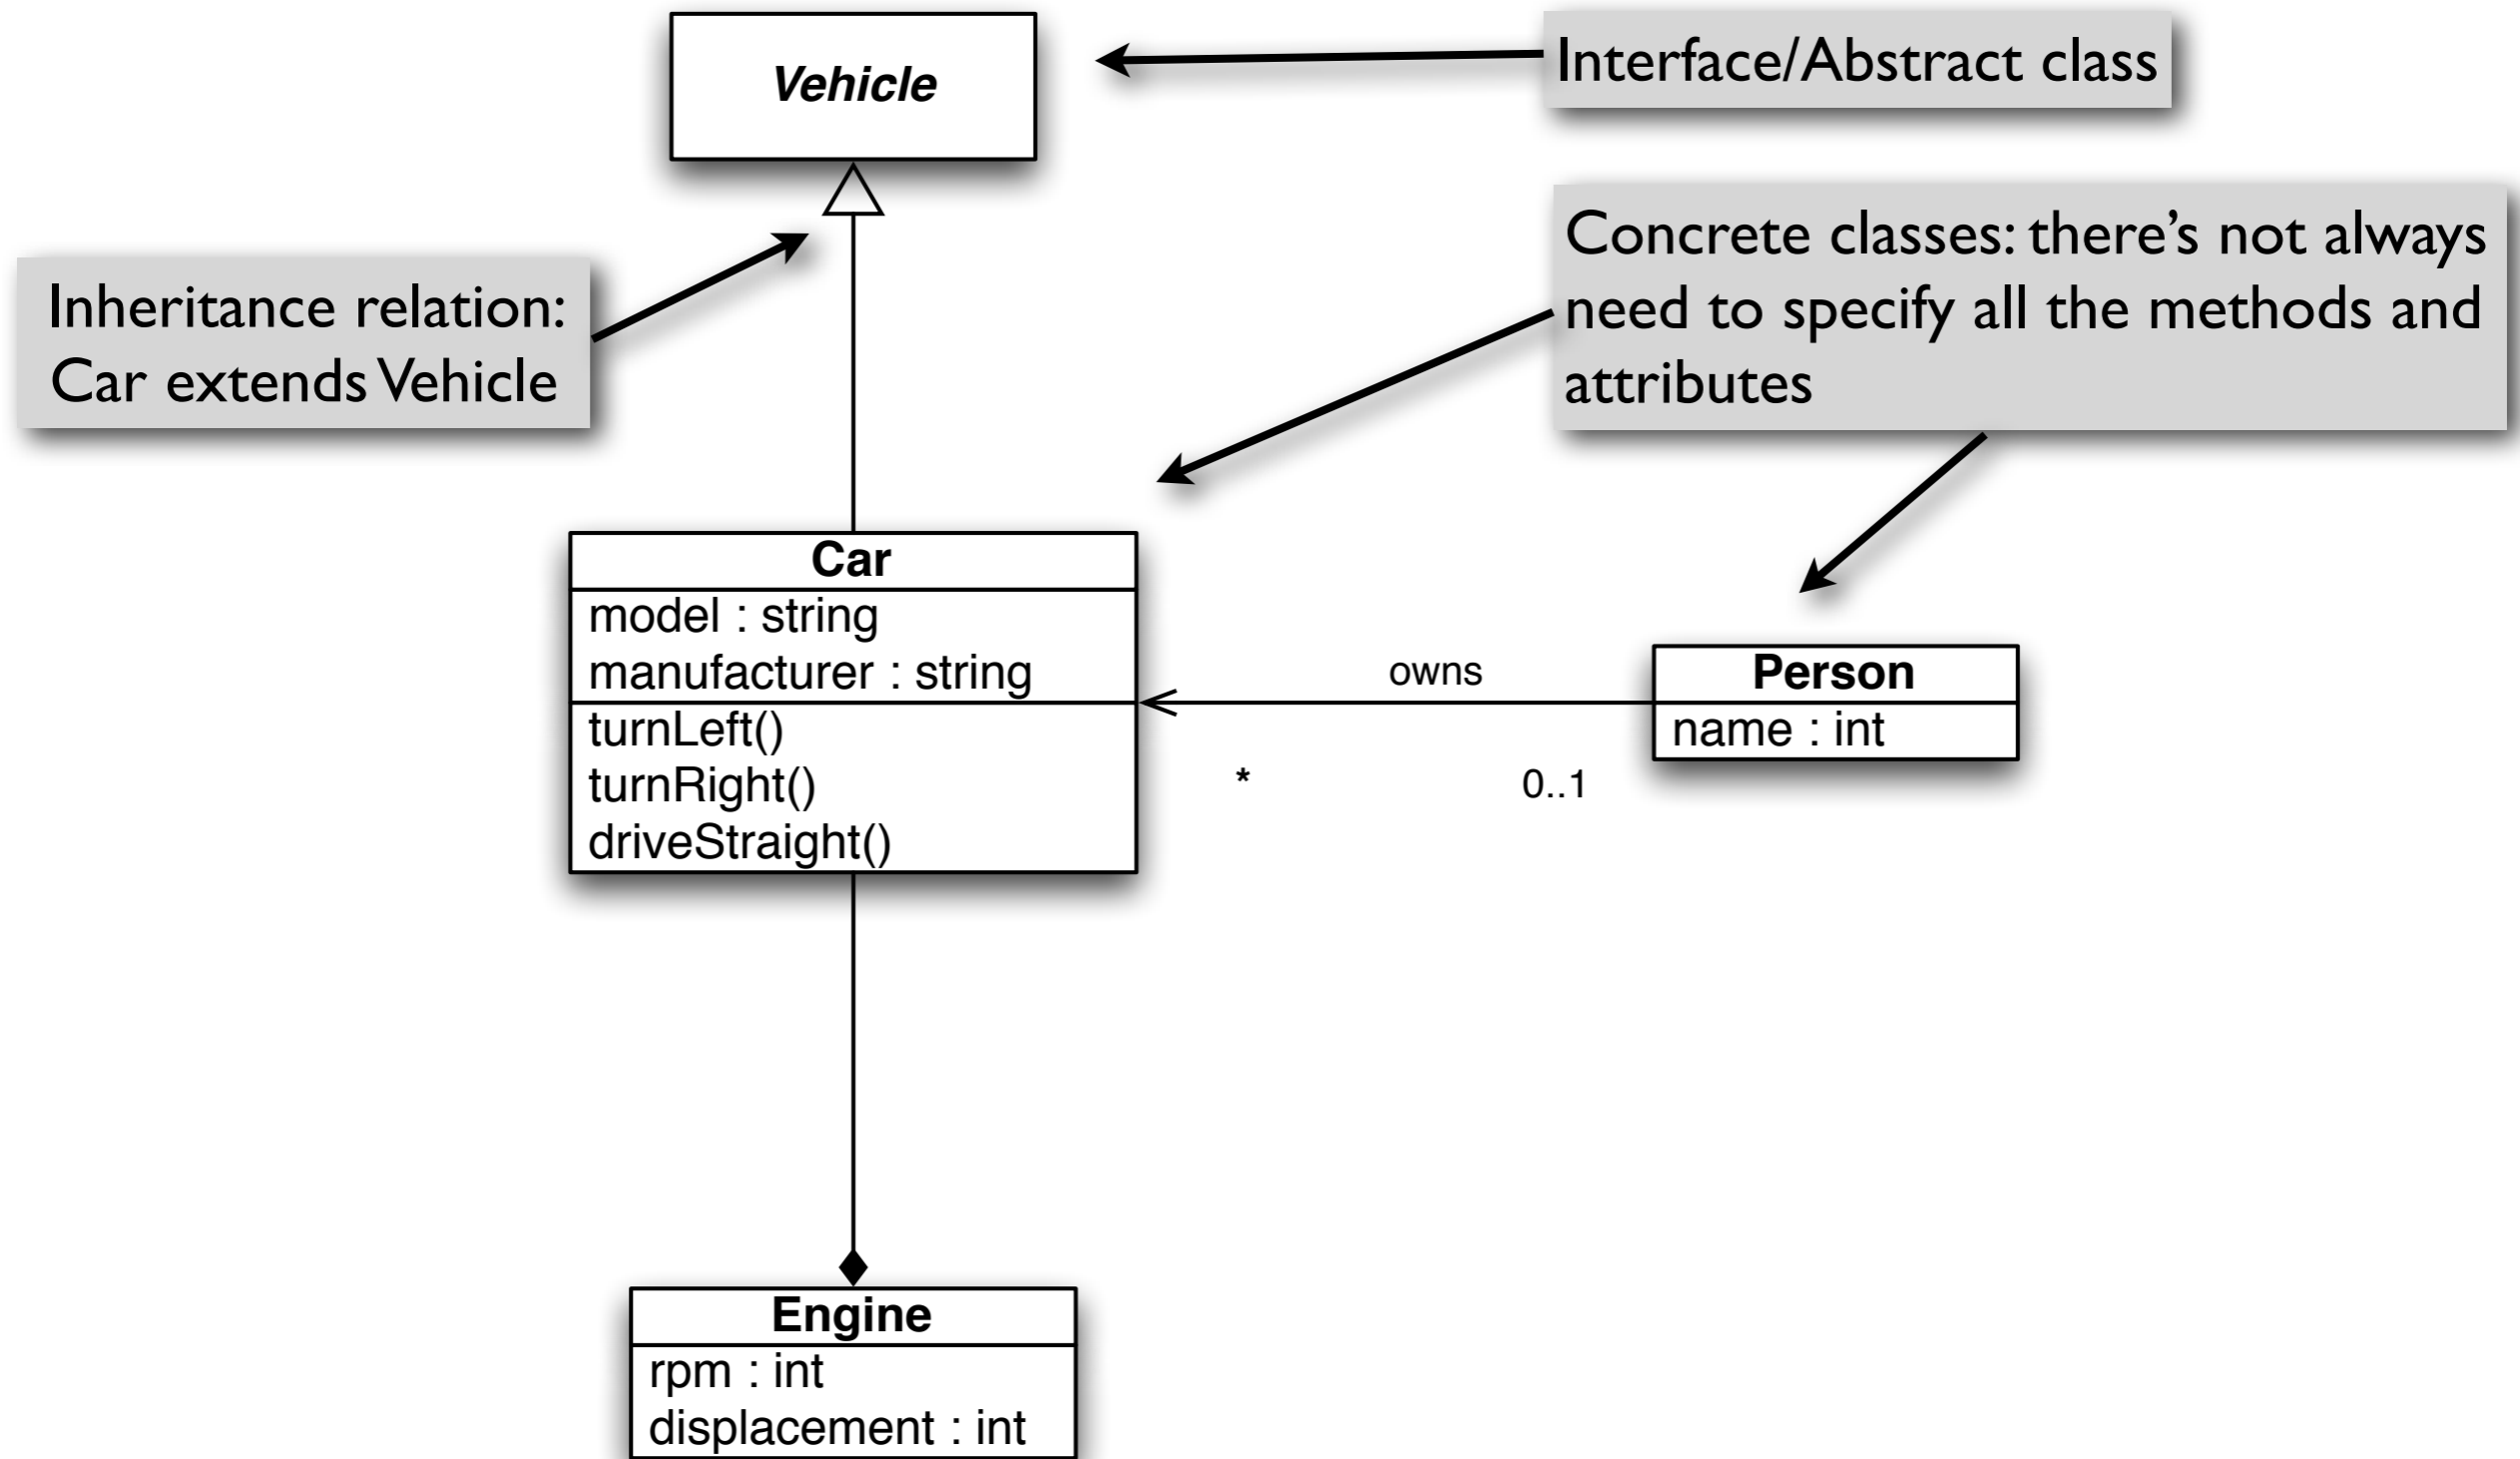 Vehicle
Interface/Abstract class
Inheritance relation:
Car extends Vehicle
Concrete classes: there’s not always
need to specify all the methods and
attributes
Car
model : string
manufacturer : string
turnLeft()
turnRight()
driveStraight()
owns
*
0..1
Person
name : int
Engine
rpm : int
displacement : int